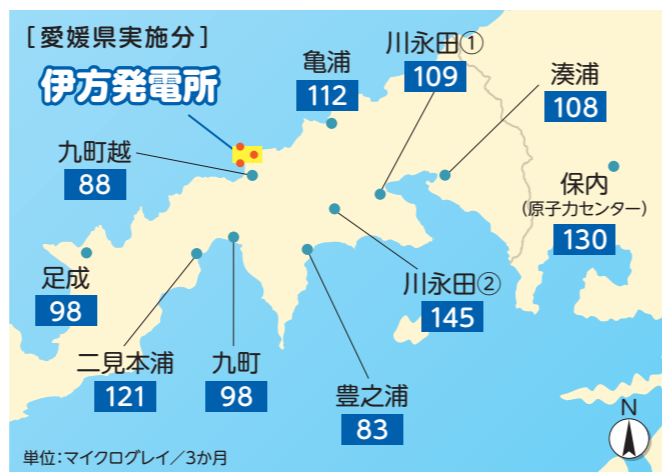 [愛媛県実施分]
伊方発電所
亀浦
112
川永田①
109
湊浦
108
九町越
88
保内
(原子力センター)
130
足成
98
川永田②
145
二見本浦
121
九町
98
豊之浦
83
N
単位:マイクログレイ/3か月